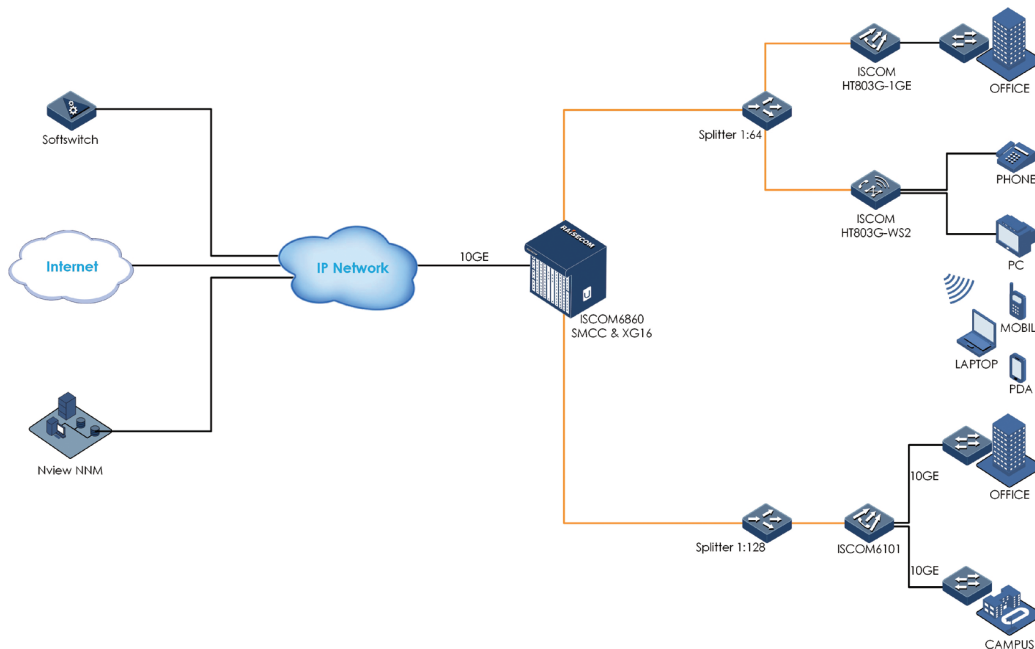 ISCOM
HT803G-1GE
OFFICE
Softswitch
Splitter 1:64
PHONE
ISCOM
HT803G-WS2
RAISECOM
Internet
IP Network
10GE
PC
ISCOM6860
SMCC & XG16
MOBIL
LAPTOP
PDA
Nview NNM
10GE
OFFICE
Splitter 1:128
ISCOM6101
10GE
CAMPUS